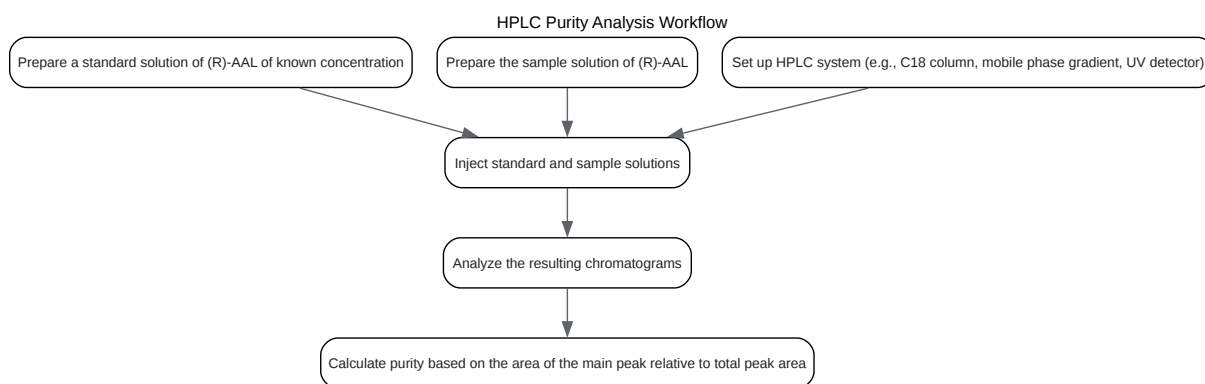 HPLC Purity Analysis Workflow
Prepare a standard solution of (R)-AAL of known concentration
Prepare the sample solution of (R)-AAL
Set up HPLC system (e.g., C18 column, mobile phase gradient, UV detector)
Inject standard and sample solutions
Analyze the resulting chromatograms
Calculate purity based on the area of the main peak relative to total peak area